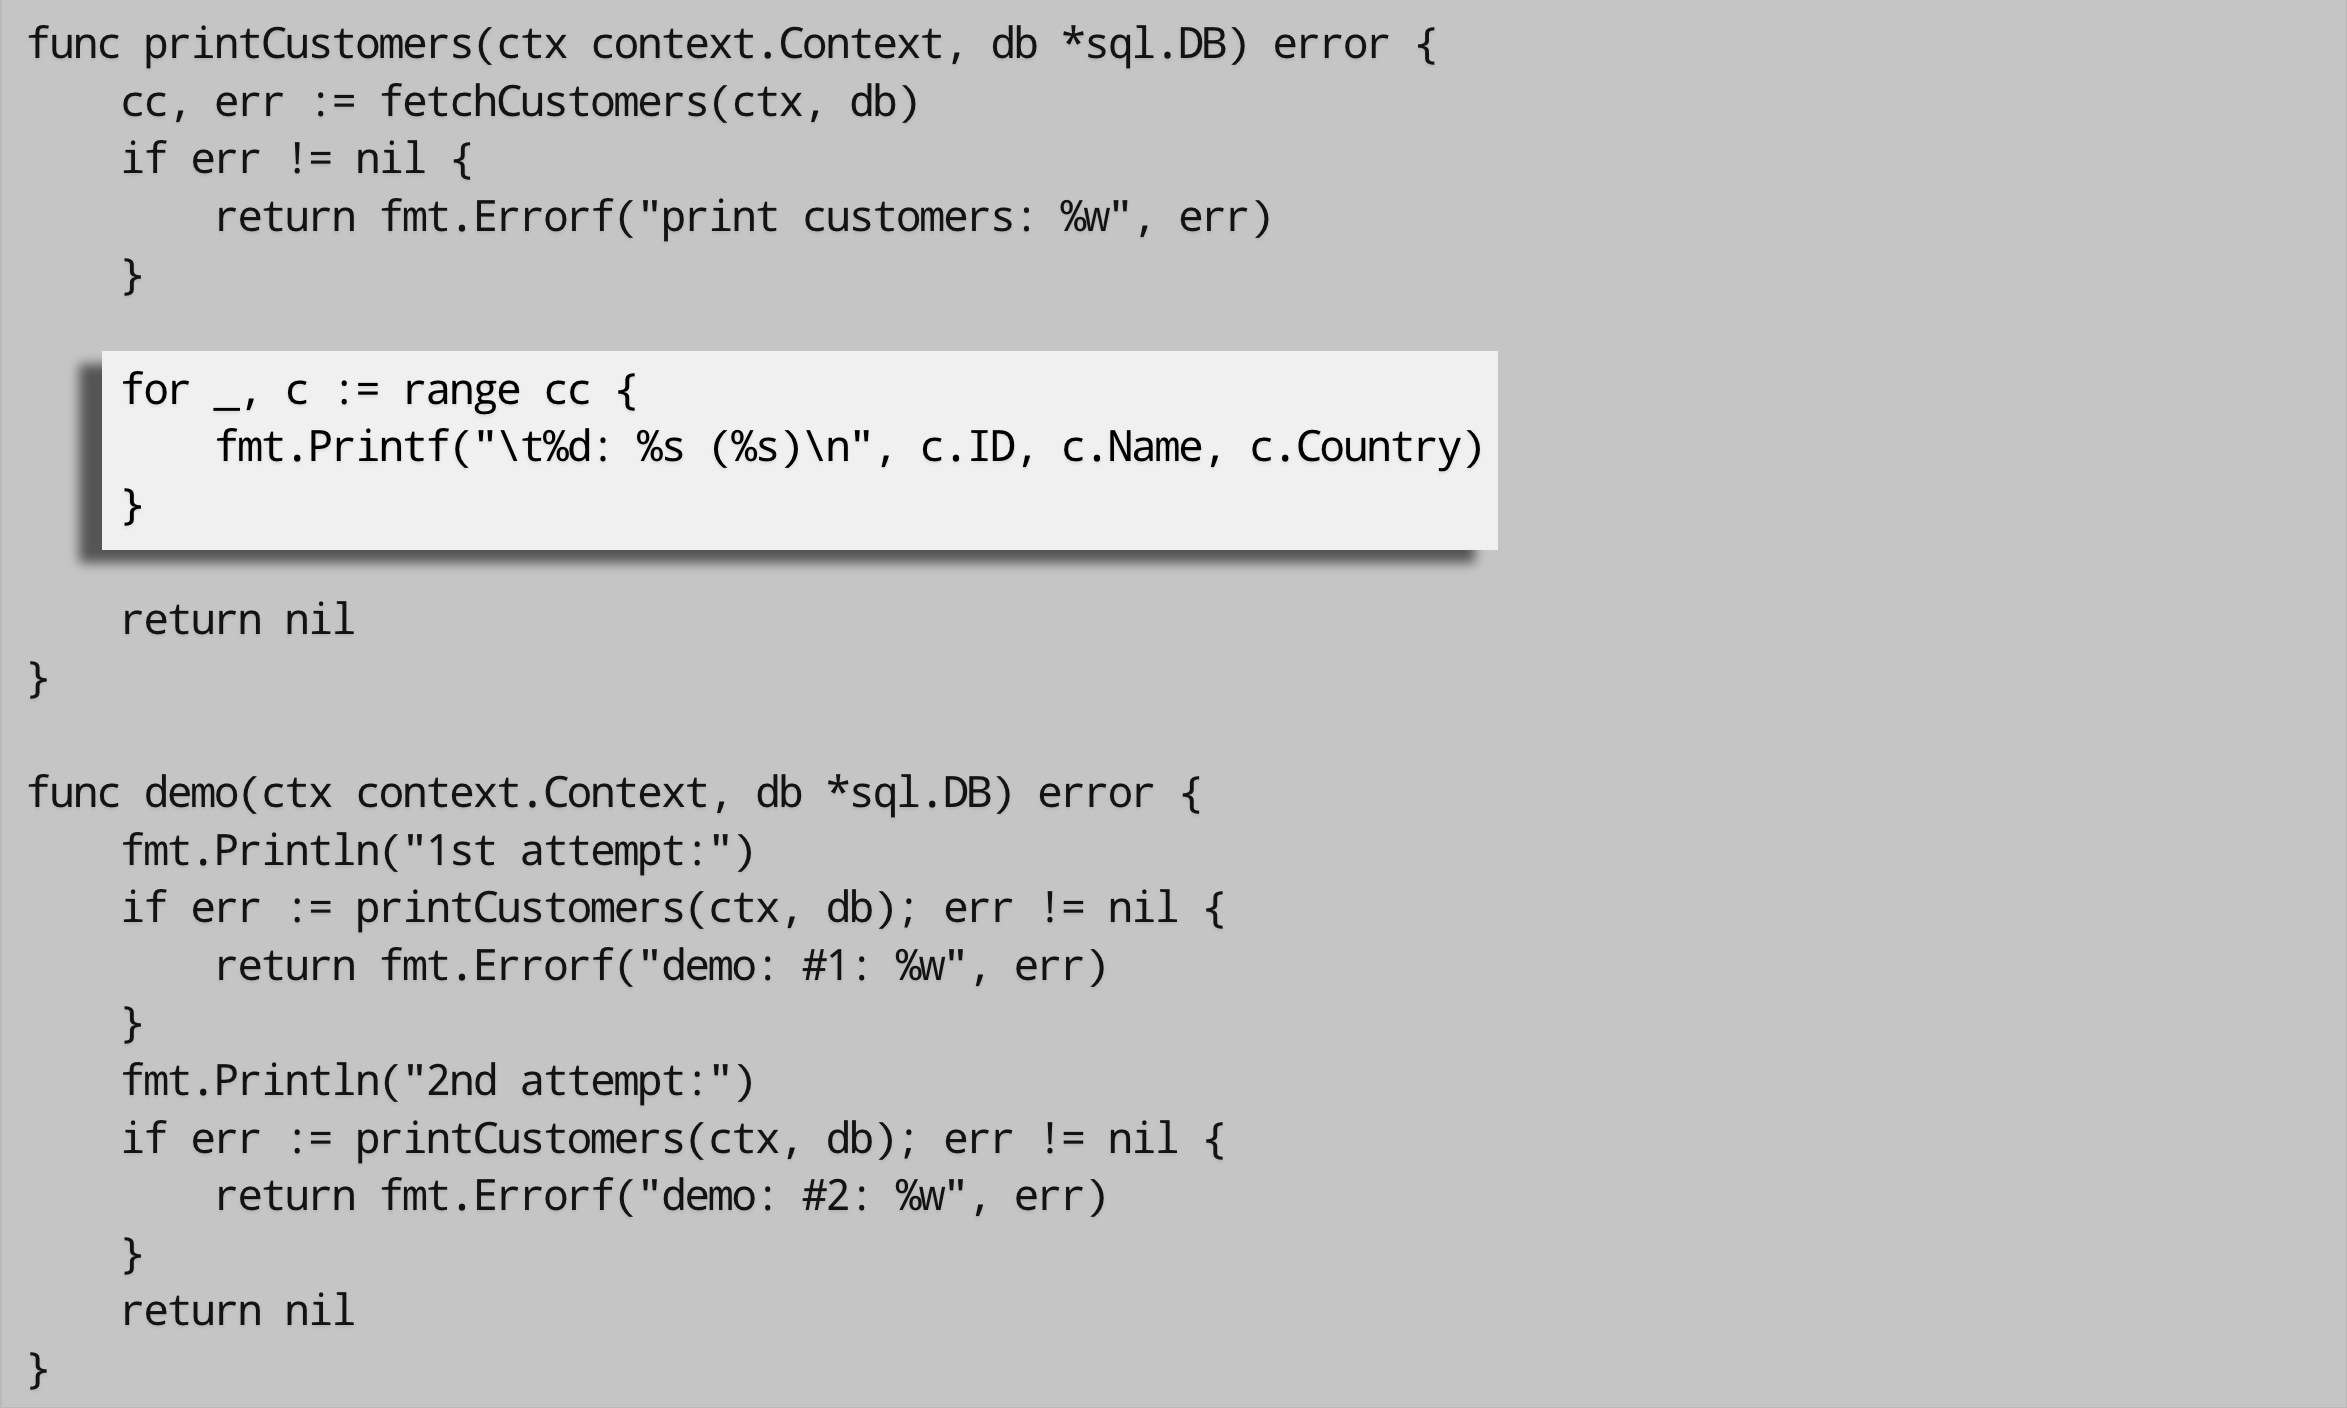 func printCustomers(ctx context.Context, db *sql.DB) error {
    cc, err := fetchCustomers(ctx, db)
    if err != nil {
        return fmt.Errorf("print customers: %w", err)
    }

    for _, c := range cc {
        fmt.Printf("\t%d: %s (%s)\n", c.ID, c.Name, c.Country)
    }

    return nil
}

func demo(ctx context.Context, db *sql.DB) error {
    fmt.Println("1st attempt:")
    if err := printCustomers(ctx, db); err != nil {
        return fmt.Errorf("demo: #1: %w", err)
    }
    fmt.Println("2nd attempt:")
    if err := printCustomers(ctx, db); err != nil {
        return fmt.Errorf("demo: #2: %w", err)
    }
    return nil
}